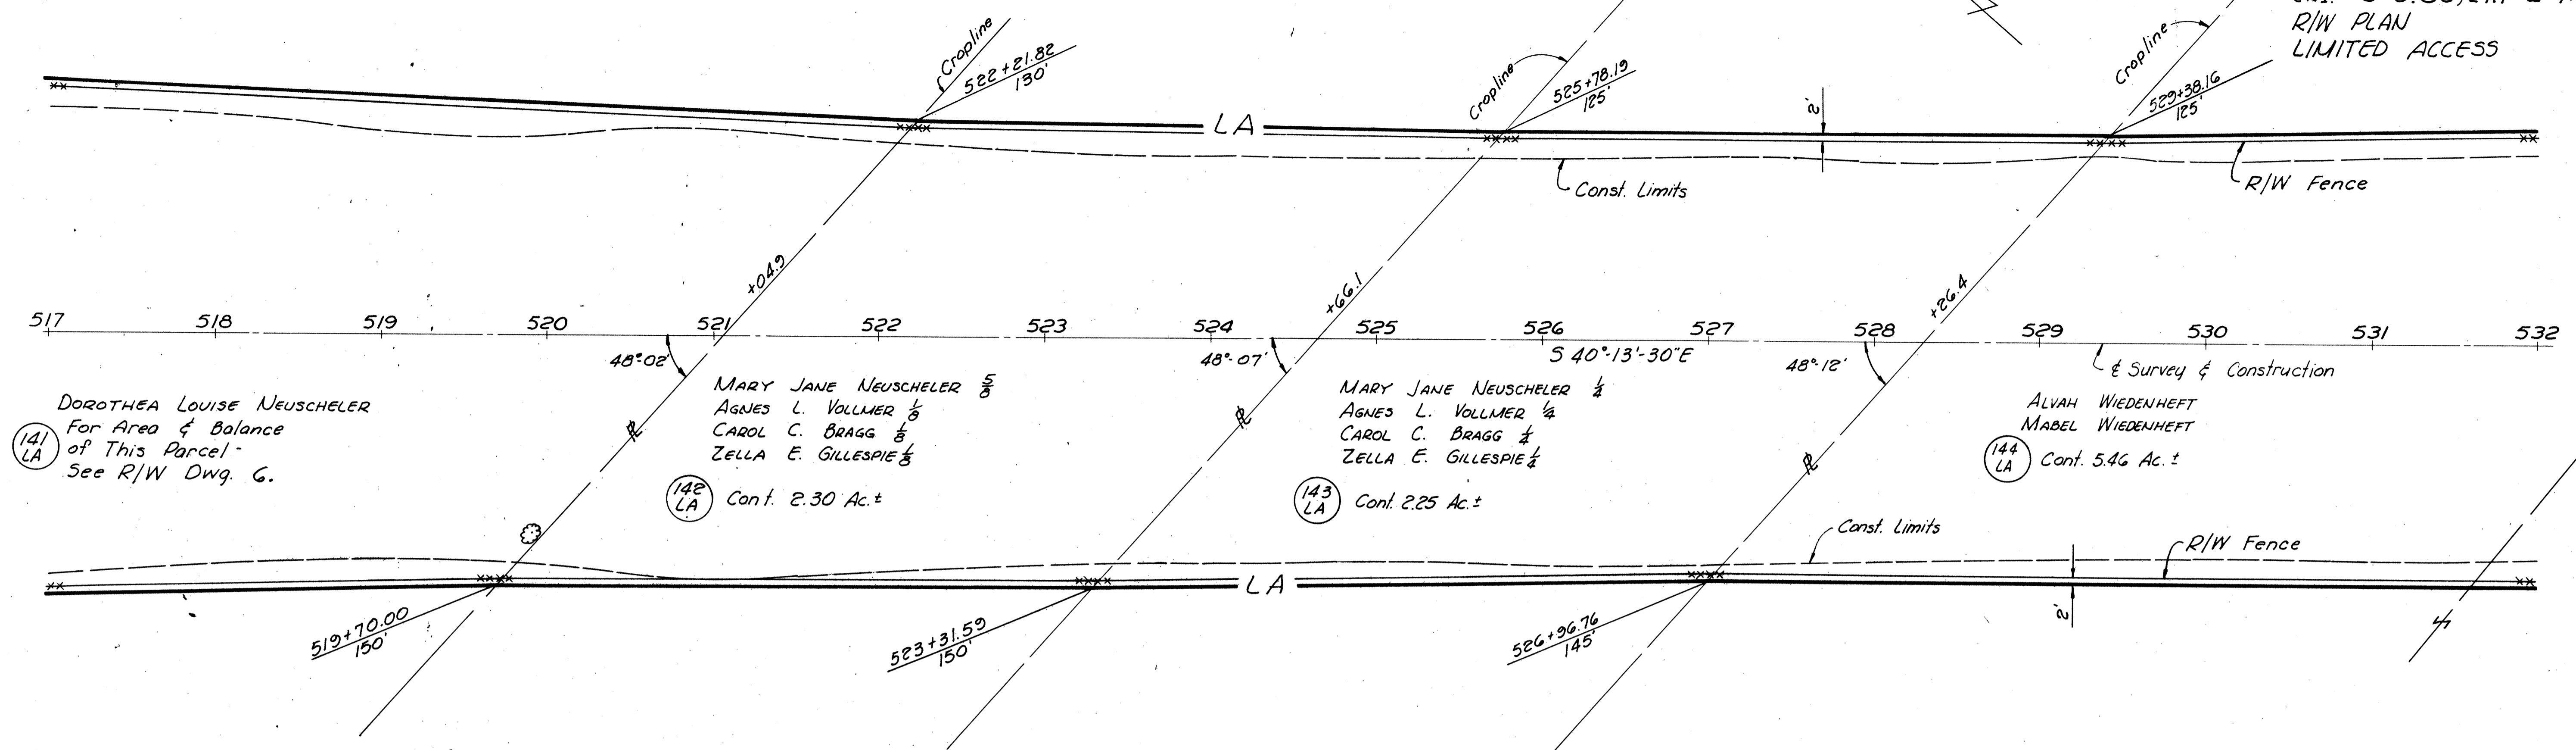 R/W PLAN
LIMITED ACCESS
Cropline
522+21.82
130'
Cropline
525+78.19
125'
Cropline
529+38.16
125'
2'
LA
Const. Limits
R/W Fence
+04.9
+66.1
+26.4
517 518 519 520 521 522 523 524 525 526 527 528 529 530 531 532
48°-02'
48°-07'
S 40°-13'-30"E
48°-12'
℄ Survey & Construction
DOROTHEA LOUISE NEUSCHELER
For Area & Balance
of This Parcel -
See R/W Dwg. 6.
141
LA
MARY JANE NEUSCHELER 5/8
AGNES L. VOLLMER 1/8
CAROL C. BRAGG 1/8
ZELLA E. GILLESPIE 1/8
142
LA
Cont. 2.30 Ac.±
MARY JANE NEUSCHELER 1/4
AGNES L. VOLLMER 1/4
CAROL C. BRAGG 1/4
ZELLA E. GILLESPIE 1/4
143
LA
Cont. 2.25 Ac.±
ALVAH WIEDENHEFT
MABEL WIEDENHEFT
144
LA
Cont. 5.46 Ac.±
PL
PL
PL
Const. Limits
R/W Fence
LA
2'
519+70.00
150'
523+31.59
150'
526+96.76
145'